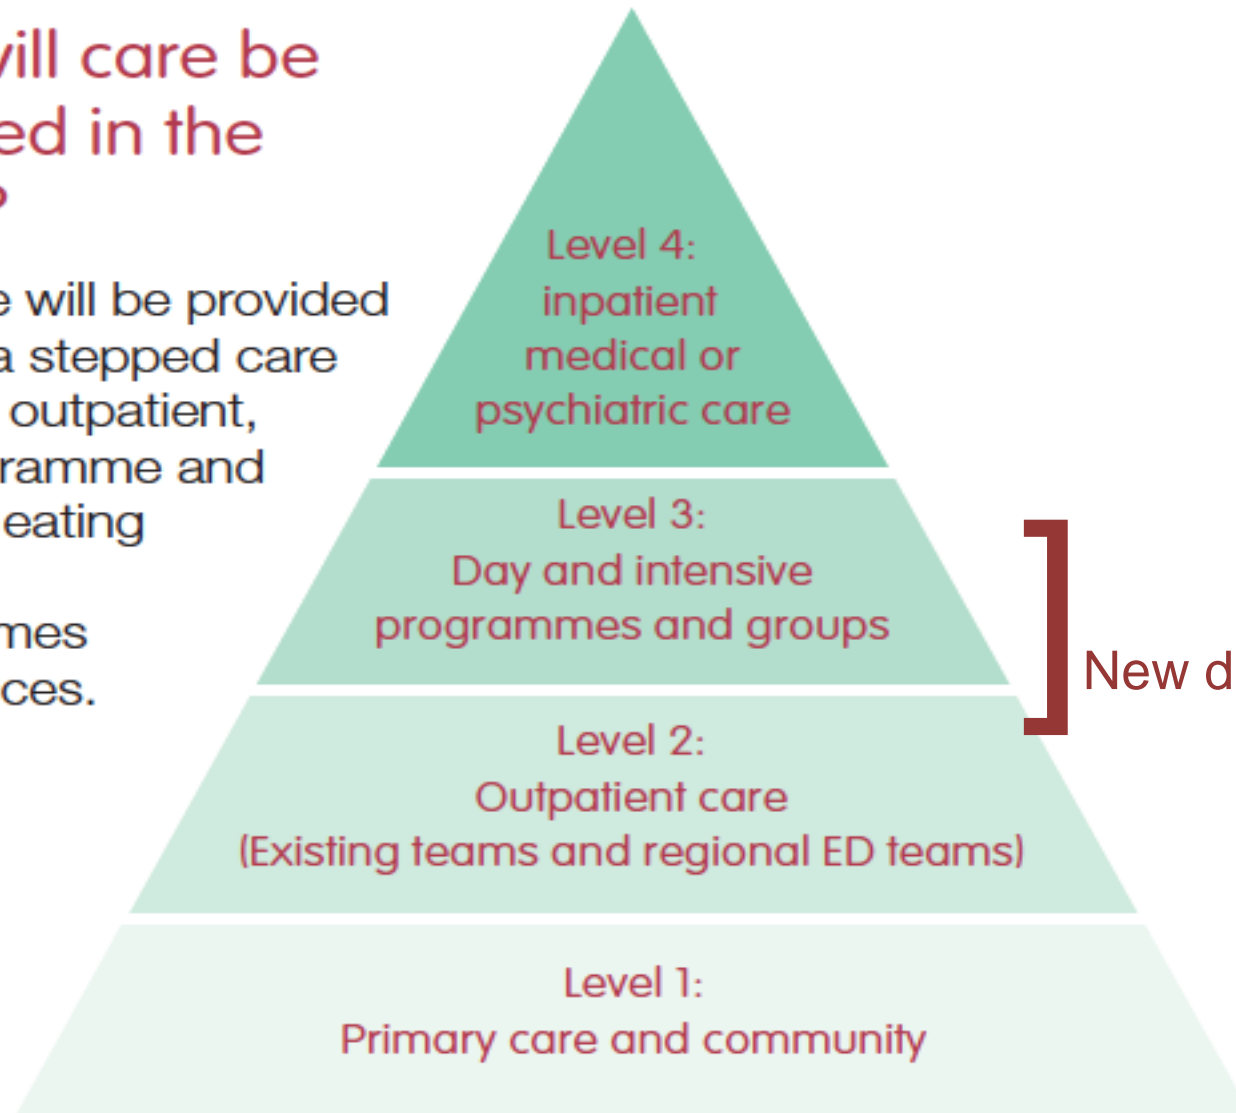 will care be
ed in the
?
e will be provided
a stepped care
outpatient,
ramme and
eating
mes
ces.
Level 4:
inpatient
medical or
psychiatric care
Level 3:
Day and intensive
programmes and groups
New d
Level 2:
Outpatient care
(Existing teams and regional ED teams)
Level 1:
Primary care and community